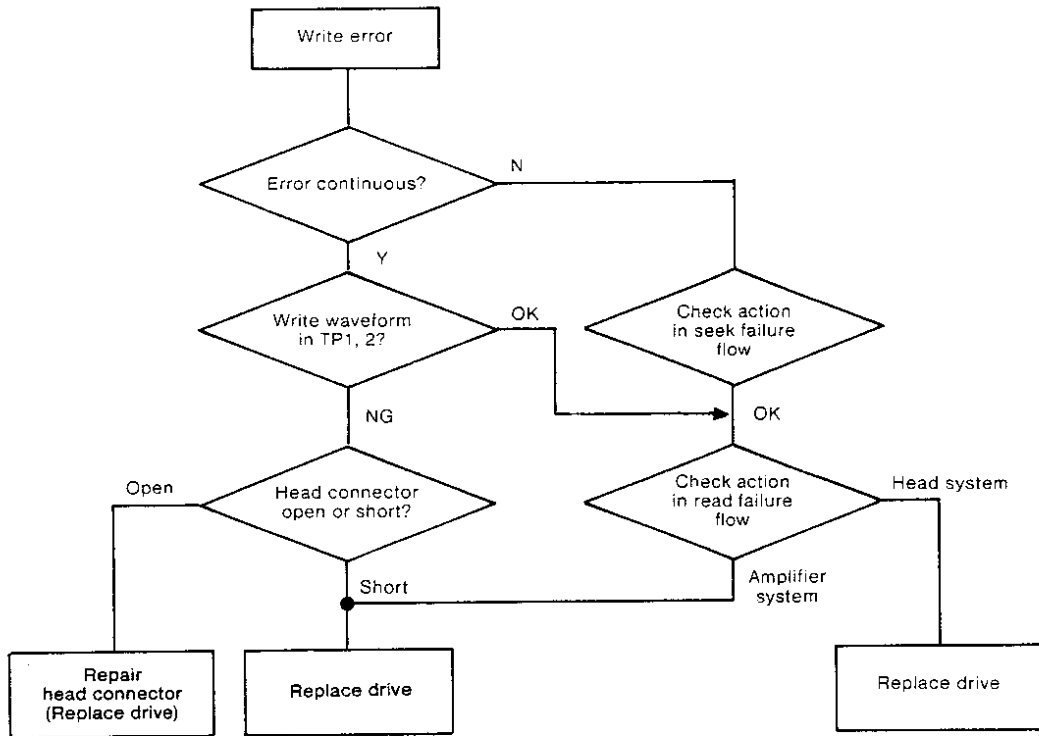 Write error
Error continuous?
N
Y
Write waveform
in TP1, 2?
OK
Check action
in seek failure
flow
NG
OK
Open
Head connector
open or short?
Check action
in read failure
flow
Head system
Short
Amplifier
system
Repair
head connector
(Replace drive)
Replace drive
Replace drive